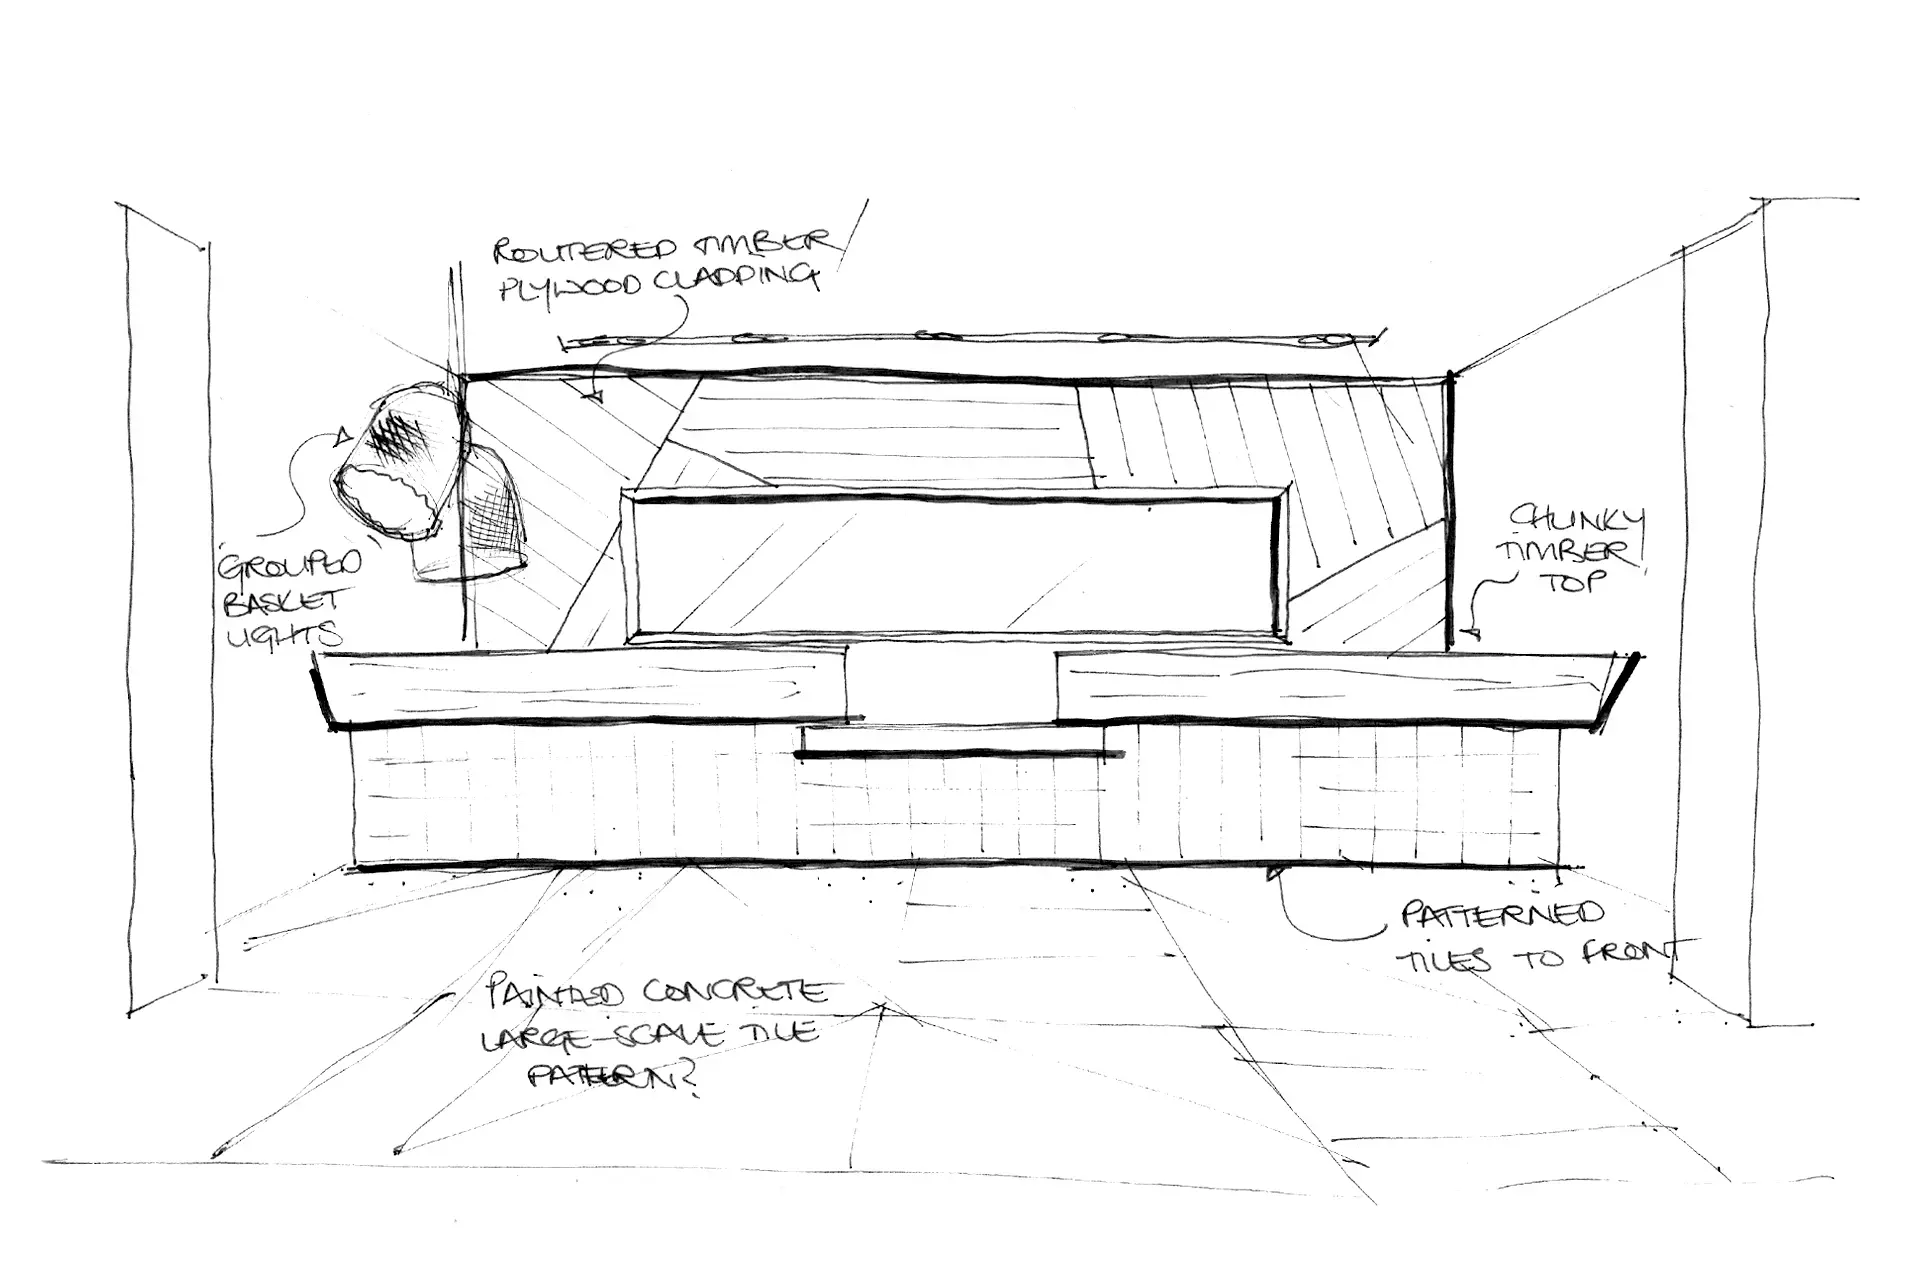 ROUTERED TIMBER
PLYWOOD CLADDING
GROUPED
BASKET
LIGHTS
CHUNKY
TIMBER
TOP
PATTERNED
TILES TO FRONT
PAINTED CONCRETE
LARGE-SCALE TILE
PATTERN?